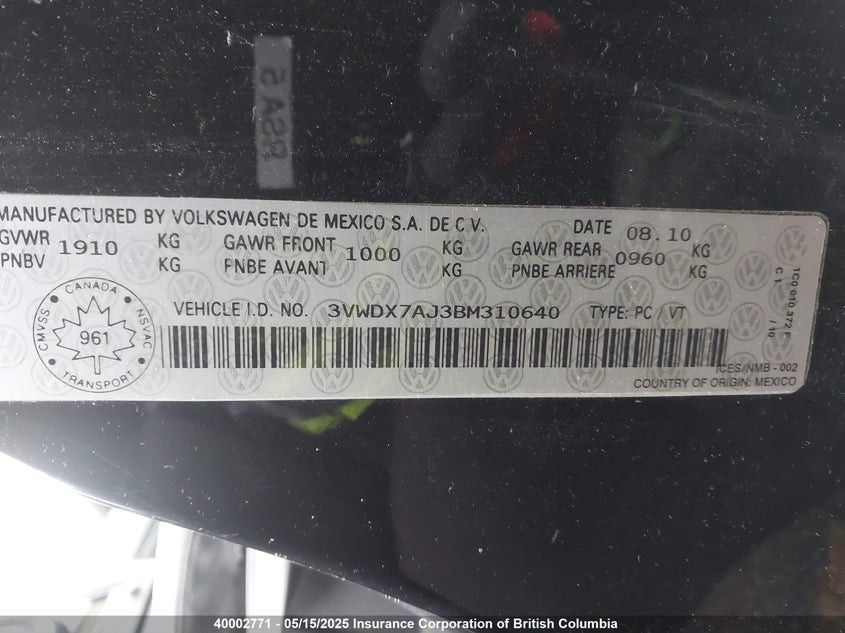 PSA5
MANUFACTURED BY VOLKSWAGEN DE MEXICO S.A. DE C V. DATE 08.10
GVWR 1910 KG GAWR FRONT 1000 KG GAWR REAR 0960 KG
PNBV KG FNBE AVANT KG PNBE ARRIERE KG
VEHICLE I.D. NO. 3VWDX7AJ3BM310640 TYPE: PC / VT
CANADA
CMVSS 961 NSVAC
TRANSPORT
1C0 010 372 F
C 1 / 10
ICES/NMB - 002
COUNTRY OF ORIGIN: MEXICO
40002771 - 05/15/2025 Insurance Corporation of British Columbia